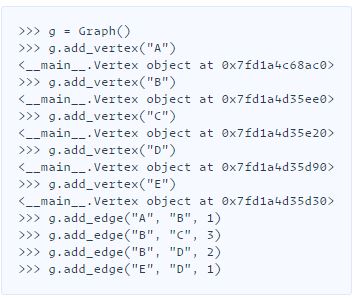 >>> g = Graph()
>>> g.add_vertex("A")
<__main__.Vertex object at 0x7fd1a4c68ac0>
>>> g.add_vertex("B")
<__main__.Vertex object at 0x7fd1a4d35ee0>
>>> g.add_vertex("C")
<__main__.Vertex object at 0x7fd1a4d35e20>
>>> g.add_vertex("D")
<__main__.Vertex object at 0x7fd1a4d35d90>
>>> g.add_vertex("E")
<__main__.Vertex object at 0x7fd1a4d35d30>
>>> g.add_edge("A", "B", 1)
>>> g.add_edge("B", "C", 3)
>>> g.add_edge("B", "D", 2)
>>> g.add_edge("E", "D", 1)